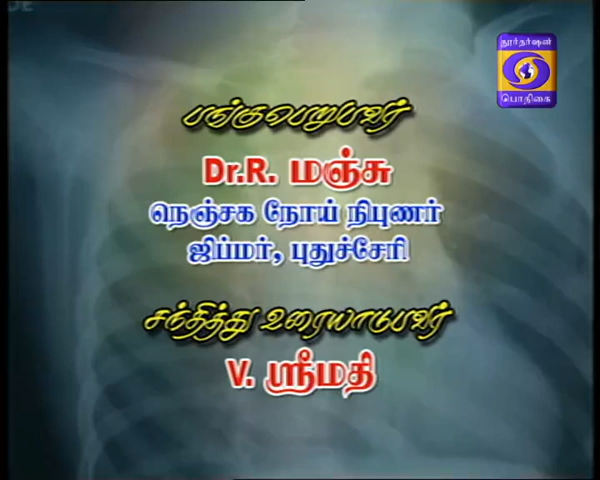 தூர்தர்ஷன்
பொதிகை
பங்குபெறுபவர்
Dr.R. மஞ்சு
நெஞ்சக நோய் நிபுணர்
ஜிப்மர், புதுச்சேரி
சந்தித்து உரையாடுபவர்
V. ஸ்ரீமதி